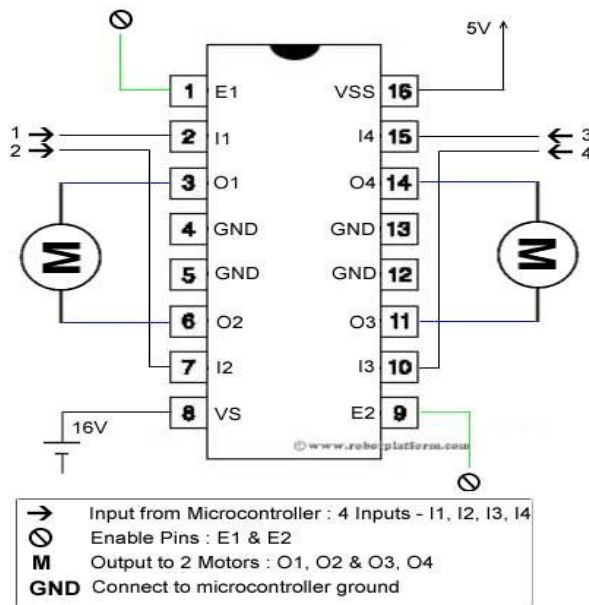 5V
1 E1 VSS 16
1 2 I1 I4 15 3
2 4
3 O1 O4 14
4 GND GND 13
M M
5 GND GND 12
6 O2 O3 11
7 I2 I3 10
8 VS E2 9
16V
© www.robotplatform.com
Input from Microcontroller : 4 Inputs - I1, I2, I3, I4
Enable Pins : E1 & E2
M Output to 2 Motors : O1, O2 & O3, O4
GND Connect to microcontroller ground